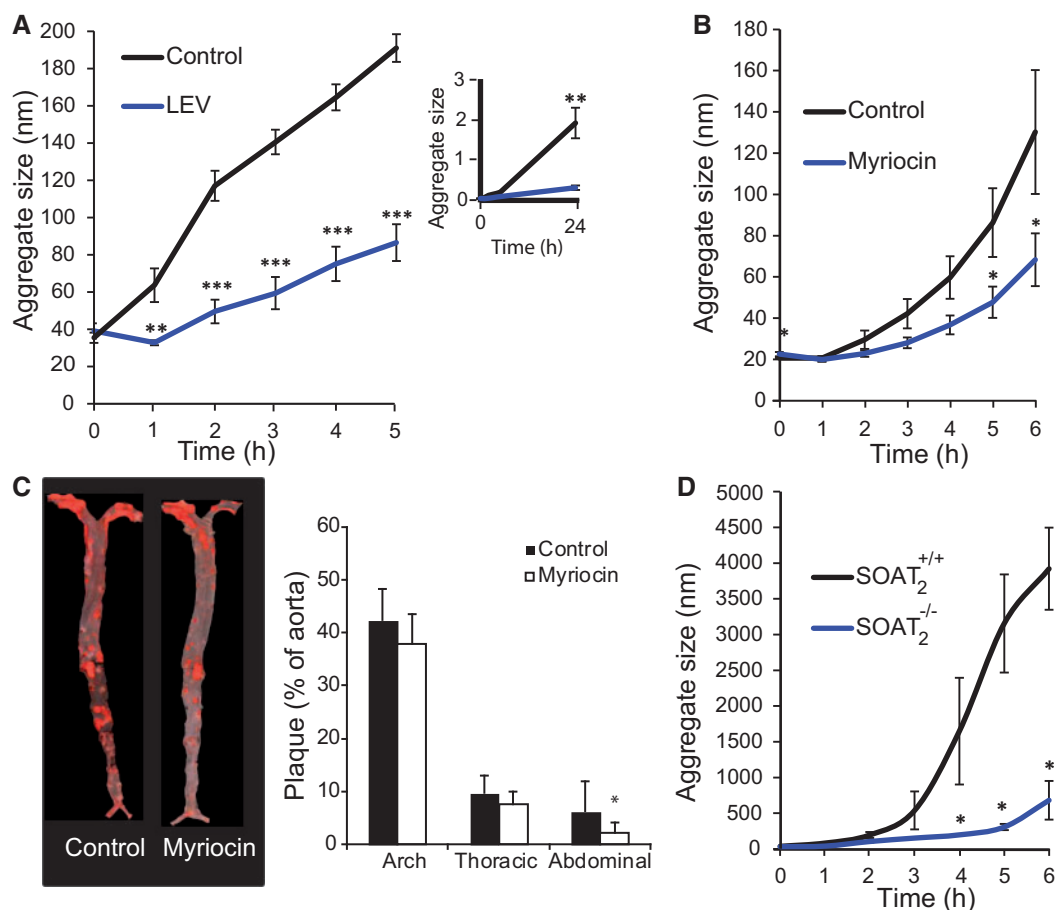 A
Aggregate size (nm)
200
180
160
140
120
100
80
60
40
20
0
Control
LEV
**
***
***
***
***
0 1 2 3 4 5
Time (h)
Aggregate size
3
2
1
0
**
0 24
Time (h)
B
Aggregate size (nm)
180
160
140
120
100
80
60
40
20
0
Control
Myriocin
*
*
*
0 1 2 3 4 5 6
Time (h)
C
Control Myriocin
Plaque (% of aorta)
60
50
40
30
20
10
0
Control
Myriocin
*
Arch Thoracic Abdominal
D
Aggregate size (nm)
5000
4500
4000
3500
3000
2500
2000
1500
1000
500
0
SOAT2+/+
SOAT2-/-
*
*
*
0 1 2 3 4 5 6
Time (h)